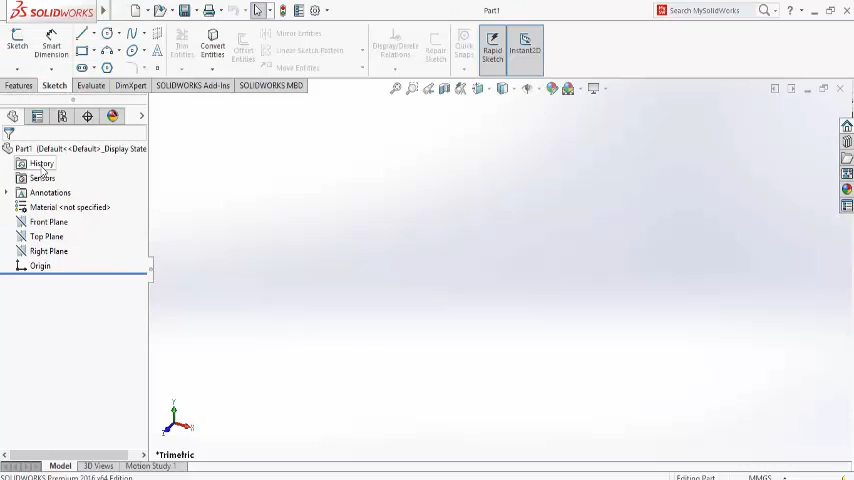 SOLIDWORKS
Part1
Search MySolidWorks
Sketch
Smart Dimension
Trim Entities
Convert Entities
Offset Entities
Mirror Entities
Linear Sketch Pattern
Move Entities
Display/Delete Relations
Repair Sketch
Quick Snaps
Rapid Sketch
Instant2D
Features
Sketch
Evaluate
DimXpert
SOLIDWORKS Add-Ins
SOLIDWORKS MBD
Part1 (Default<<Default>_Display State
History
Sensors
Annotations
Material <not specified>
Front Plane
Top Plane
Right Plane
Origin
Y
X
Z
*Trimetric
Model
3D Views
Motion Study 1
SOLIDWORKS Premium 2016 x64 Edition
Editing Part
MMGS